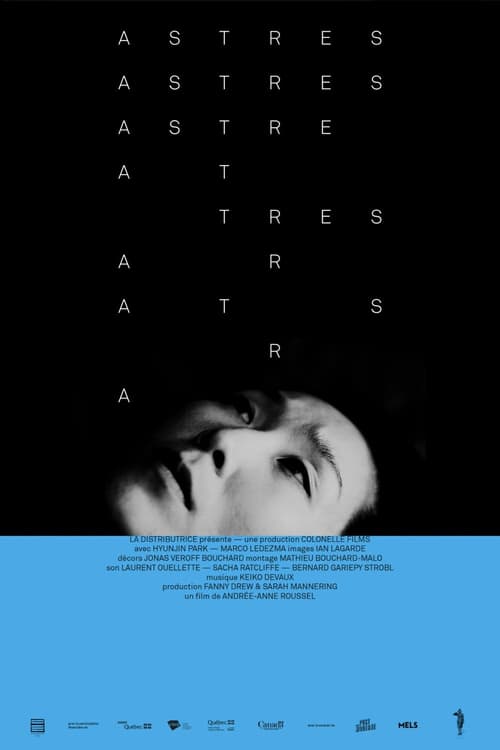 A S T R E S
A S T R E S
A S T R E
A T
T R E S
A R
A T S
R
A
LA DISTRIBUTRICE présente — une production COLONELLE FILMS
avec HYUNJIN PARK — MARCO LEDEZMA images IAN LAGARDE
décors JONAS VEROFF BOUCHARD montage MATHIEU BOUCHARD-MALO
son LAURENT OUELLETTE — SACHA RATCLIFFE — BERNARD GARIEPY STROBL
musique KEIKO DEVAUX
production FANNY DREW & SARAH MANNERING
un film de ANDRÉE-ANNE ROUSSEL
Québec Québec Canada MELS